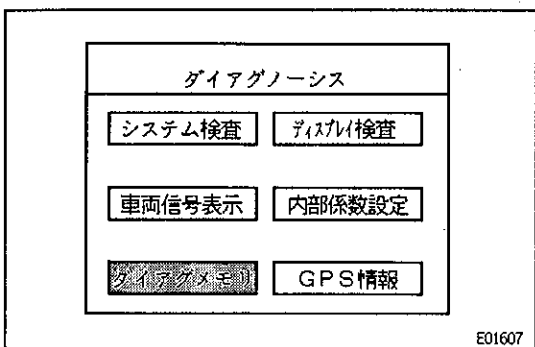 ダイアグノーシス
システム検査 ディスプレイ検査
車両信号表示 内部係数設定
ダイアグメモリ GPS情報
E01607